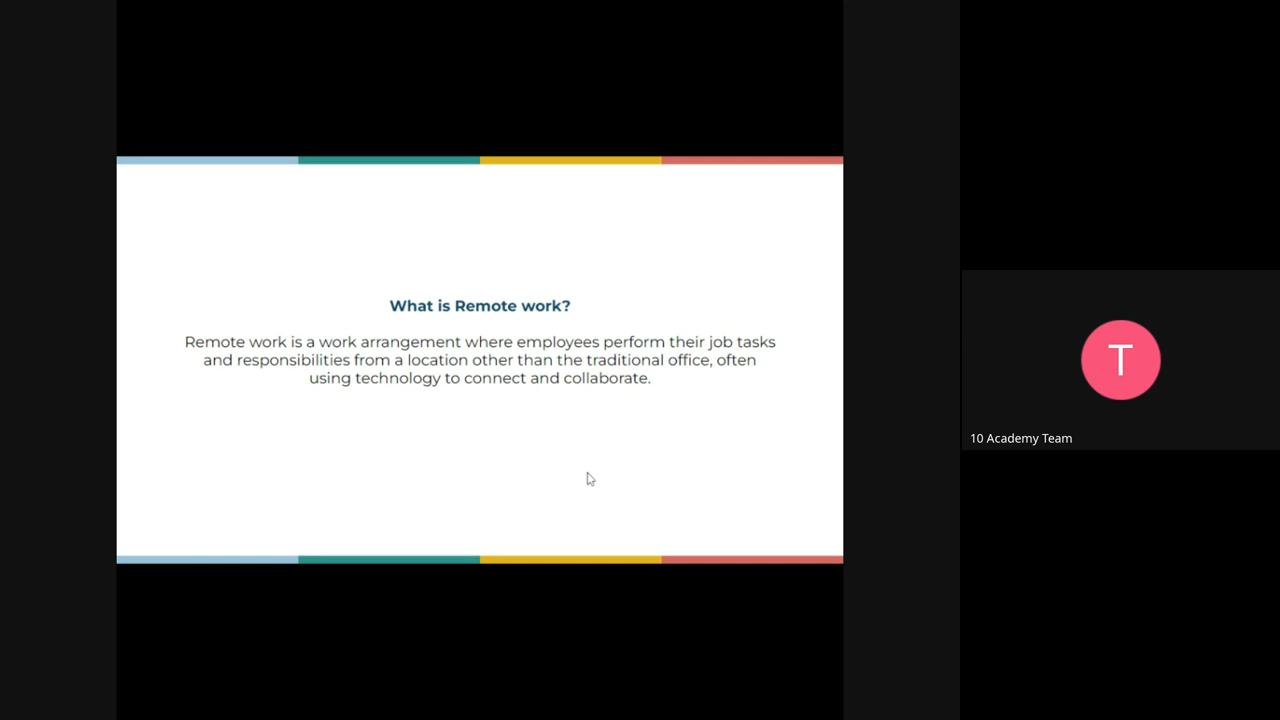 What is Remote work?
Remote work is a work arrangement where employees perform their job tasks
and responsibilities from a location other than the traditional office, often
using technology to connect and collaborate.
T
10 Academy Team